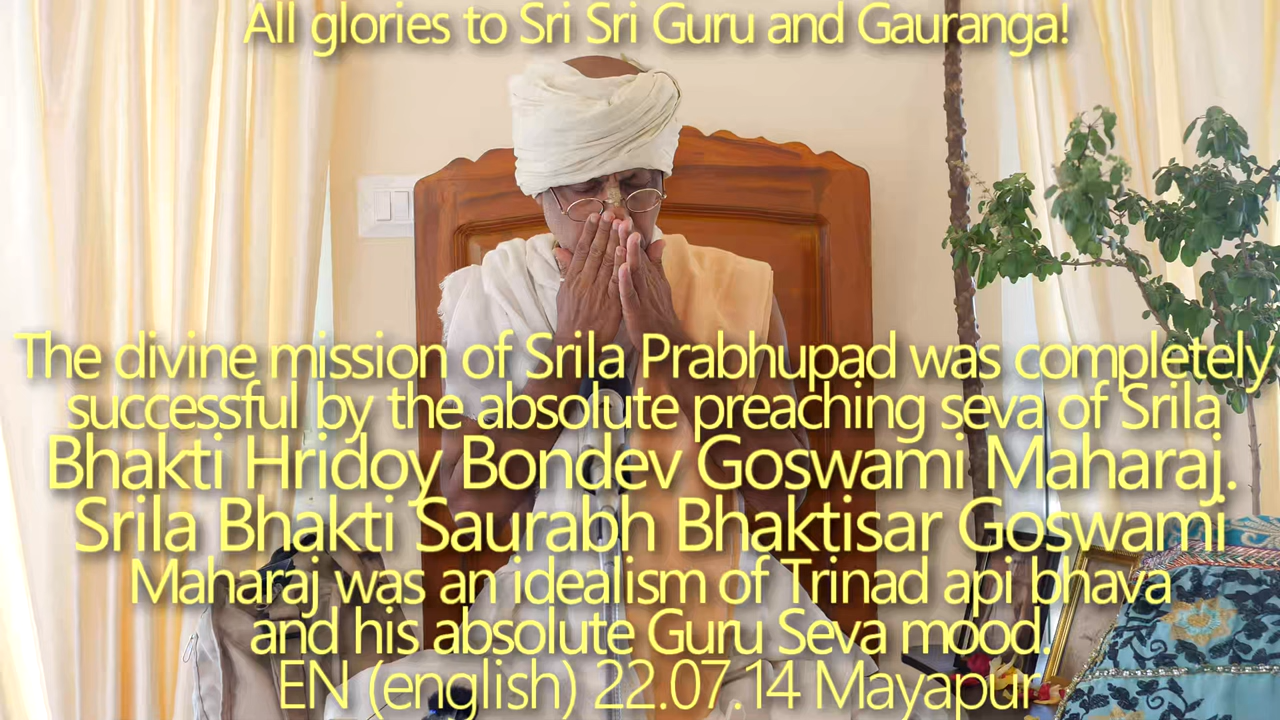 All glories to Sri Sri Guru and Gauranga!
The divine mission of Srila Prabhupad was completely
successful by the absolute preaching seva of Srila
Bhakti Hridoy Bondev Goswami Maharaj.
Srila Bhakti Saurabh Bhaktisar Goswami
Maharaj was an idealism of Trinad api bhava
and his absolute Guru Seva mood.
EN (english) 22.07.14 Mayapur